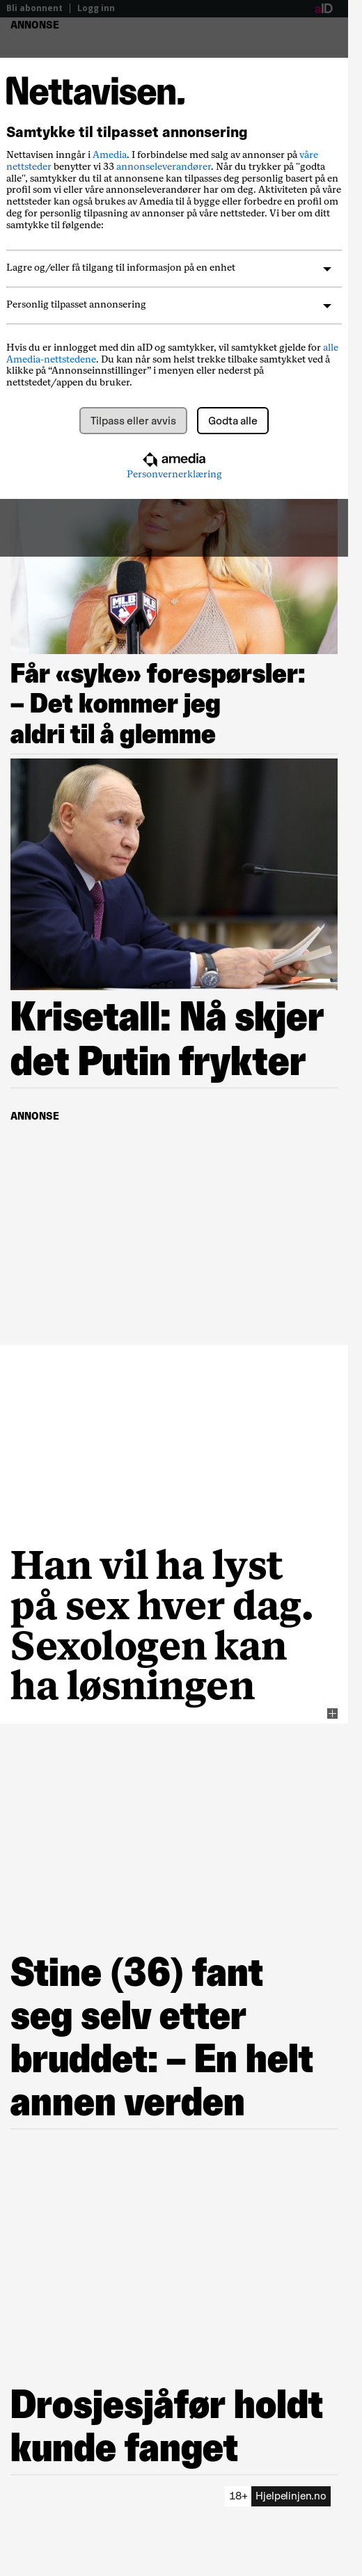 Bli abonnent | Logg inn
aID
ANNONSE
Nettavisen.
Samtykke til tilpasset annonsering
Nettavisen inngår i Amedia. I forbindelse med salg av annonser på våre
nettsteder benytter vi 33 annonseleverandører. Når du trykker på "godta
alle", samtykker du til at annonsene kan tilpasses deg personlig basert på en
profil som vi eller våre annonseleverandører har om deg. Aktiviteten på våre
nettsteder kan også brukes av Amedia til å bygge eller forbedre en profil om
deg for personlig tilpasning av annonser på våre nettsteder. Vi ber om ditt
samtykke til følgende:
Lagre og/eller få tilgang til informasjon på en enhet
Personlig tilpasset annonsering
Hvis du er innlogget med din aID og samtykker, vil samtykket gjelde for alle
Amedia-nettstedene. Du kan når som helst trekke tilbake samtykket ved å
klikke på “Annonseinnstillinger” i menyen eller nederst på
nettstedet/appen du bruker.
Tilpass eller avvis
Godta alle
amedia
Personvernerklæring
MLB
Får «syke» forespørsler:
– Det kommer jeg
aldri til å glemme
Krisetall: Nå skjer
det Putin frykter
ANNONSE
Han vil ha lyst
på sex hver dag.
Sexologen kan
ha løsningen
Stine (36) fant
seg selv etter
bruddet: – En helt
annen verden
Drosjesjåfør holdt
kunde fanget
18+ Hjelpelinjen.no